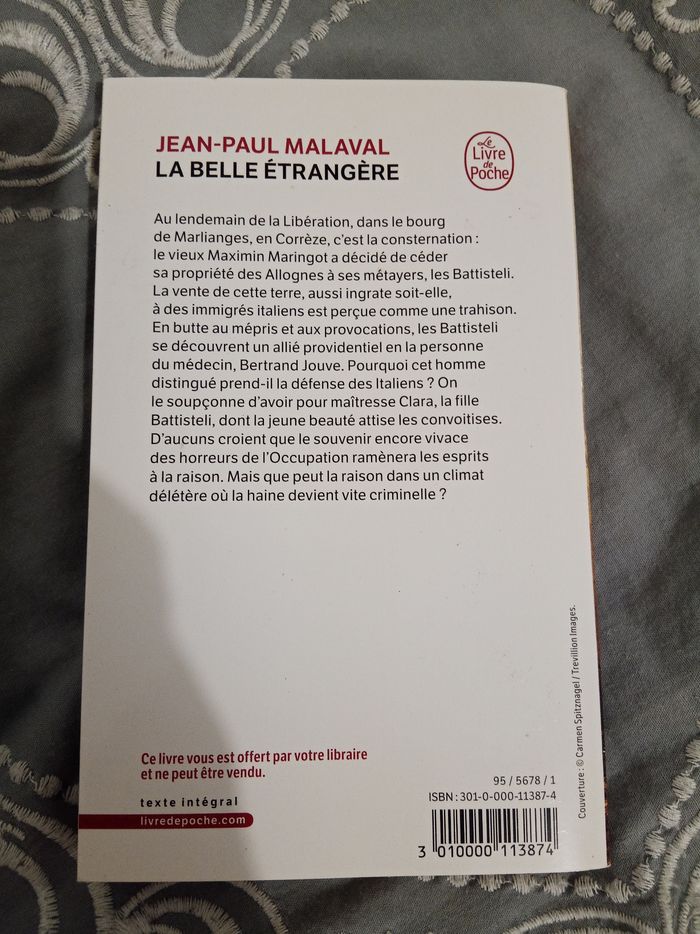 JEAN-PAUL MALAVAL
LA BELLE ÉTRANGÈRE
Le
Livre
de
Poche
Au lendemain de la Libération, dans le bourg
de Marlianges, en Corrèze, c'est la consternation :
le vieux Maximin Maringot a décidé de céder
sa propriété des Allognes à ses métayers, les Battisteli.
La vente de cette terre, aussi ingrate soit-elle,
à des immigrés italiens est perçue comme une trahison.
En butte au mépris et aux provocations, les Battisteli
se découvrent un allié providentiel en la personne
du médecin, Bertrand Jouve. Pourquoi cet homme
distingué prend-il la défense des Italiens ? On
le soupçonne d'avoir pour maîtresse Clara, la fille
Battisteli, dont la jeune beauté attise les convoitises.
D'aucuns croient que le souvenir encore vivace
des horreurs de l'Occupation ramènera les esprits
à la raison. Mais que peut la raison dans un climat
délétère où la haine devient vite criminelle ?
Couverture : © Carmen Spitznagel / Trevillion Images.
Ce livre vous est offert par votre libraire
et ne peut être vendu.
texte intégral
livredepoche.com
95 / 5678 / 1
ISBN : 301-0-000-11387-4
3 010000 113874